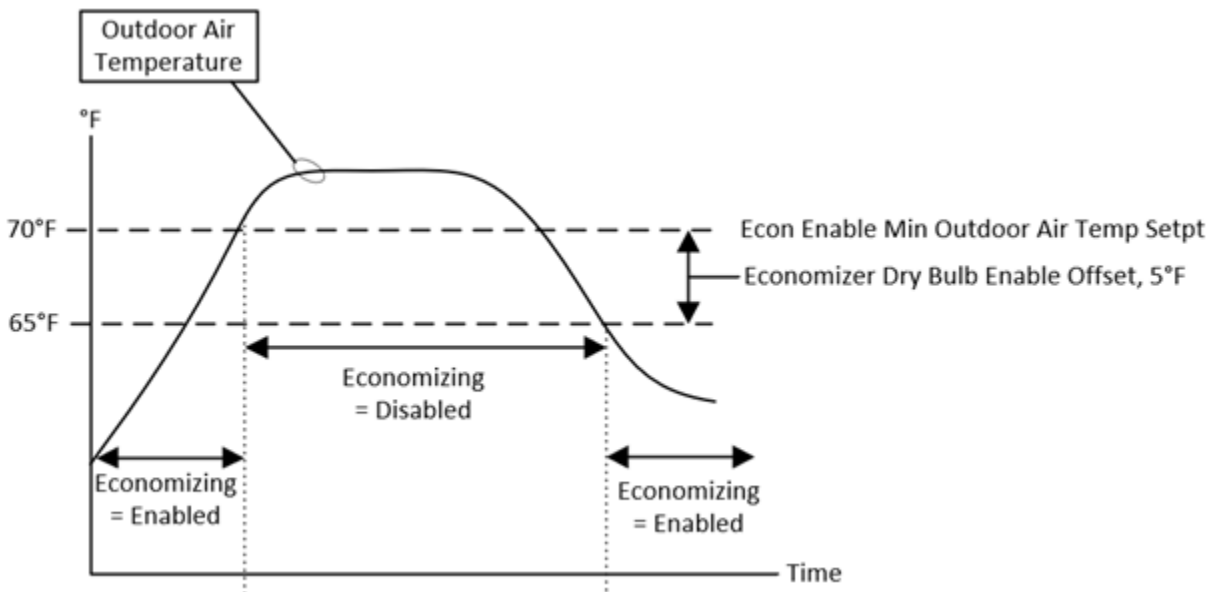 Outdoor Air
Temperature
°F
70°F
Econ Enable Min Outdoor Air Temp Setpt
Economizer Dry Bulb Enable Offset, 5°F
65°F
Economizing
= Disabled
Economizing
= Enabled
Economizing
= Enabled
Time